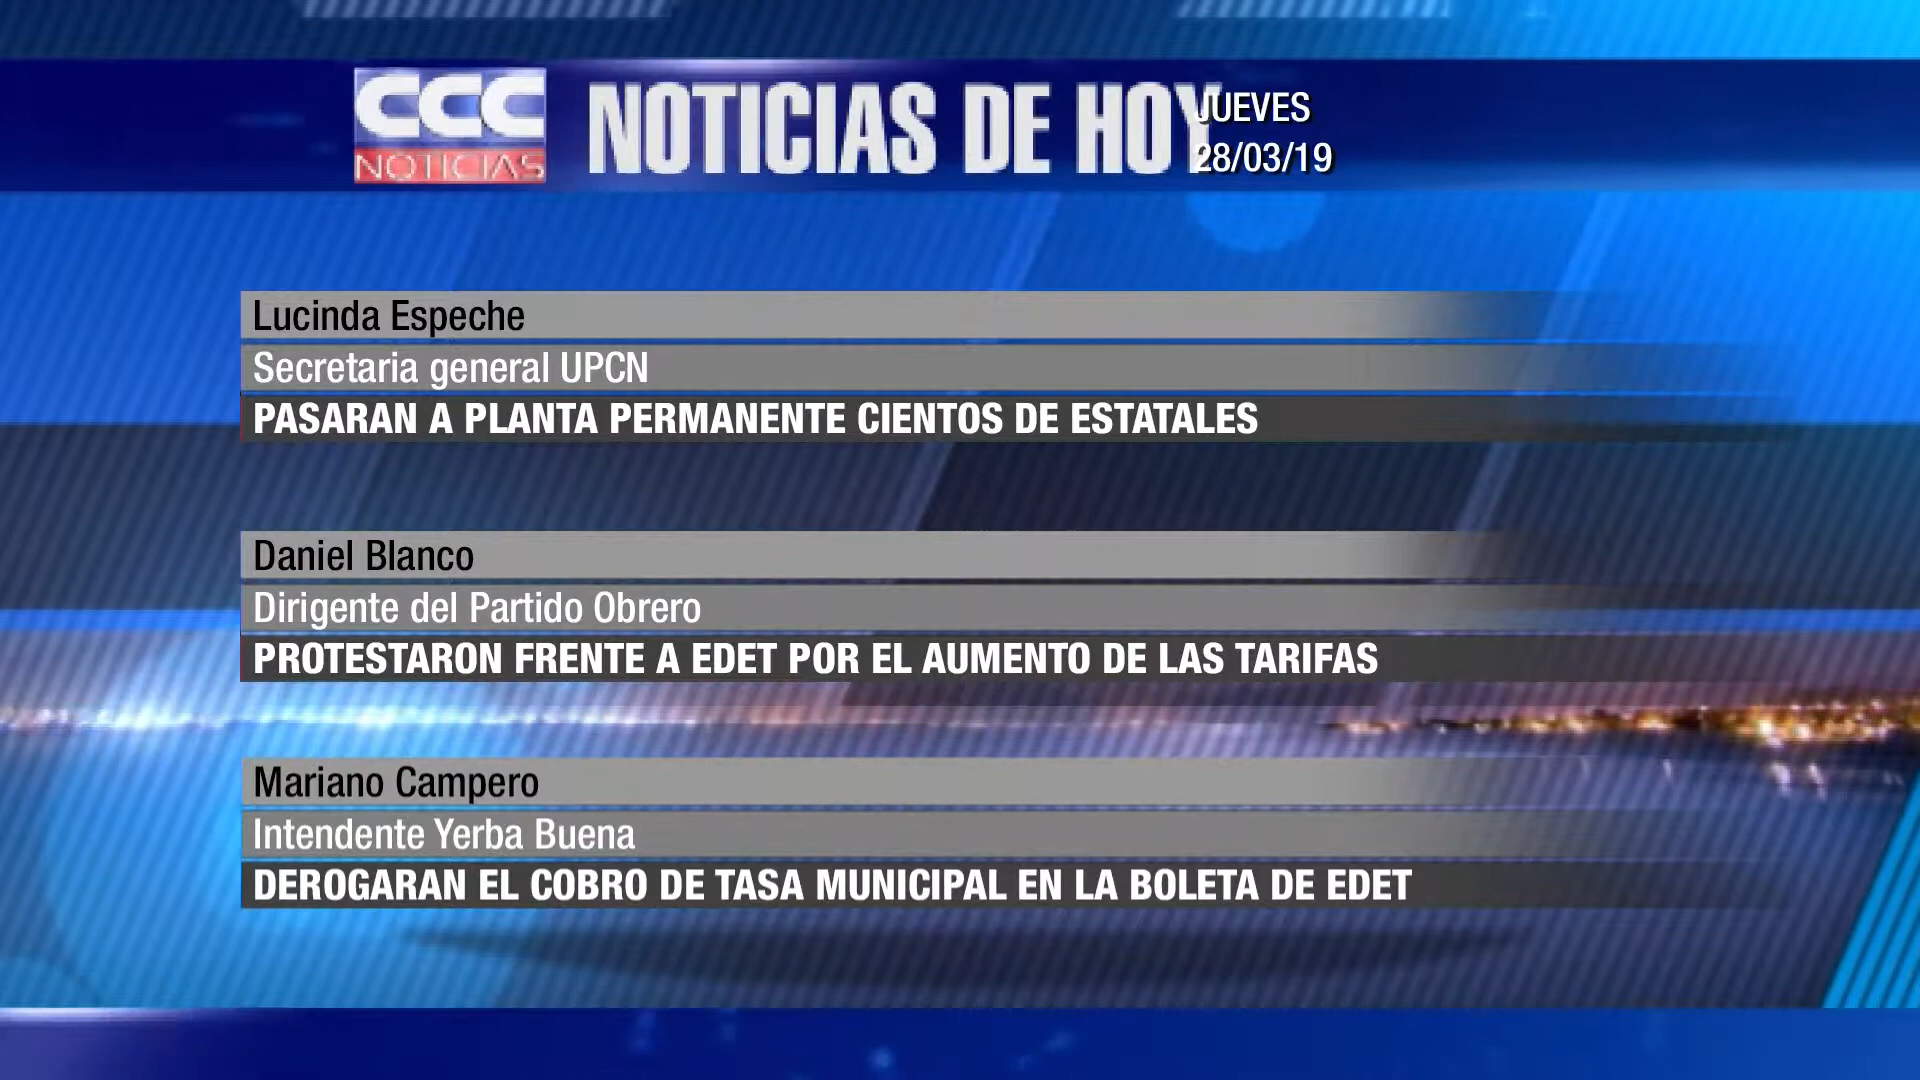 CCC
NOTICIAS
NOTICIAS DE HOY
JUEVES
28/03/19
Lucinda Espeche
Secretaria general UPCN
PASARAN A PLANTA PERMANENTE CIENTOS DE ESTATALES
Daniel Blanco
Dirigente del Partido Obrero
PROTESTARON FRENTE A EDET POR EL AUMENTO DE LAS TARIFAS
Mariano Campero
Intendente Yerba Buena
DEROGARAN EL COBRO DE TASA MUNICIPAL EN LA BOLETA DE EDET